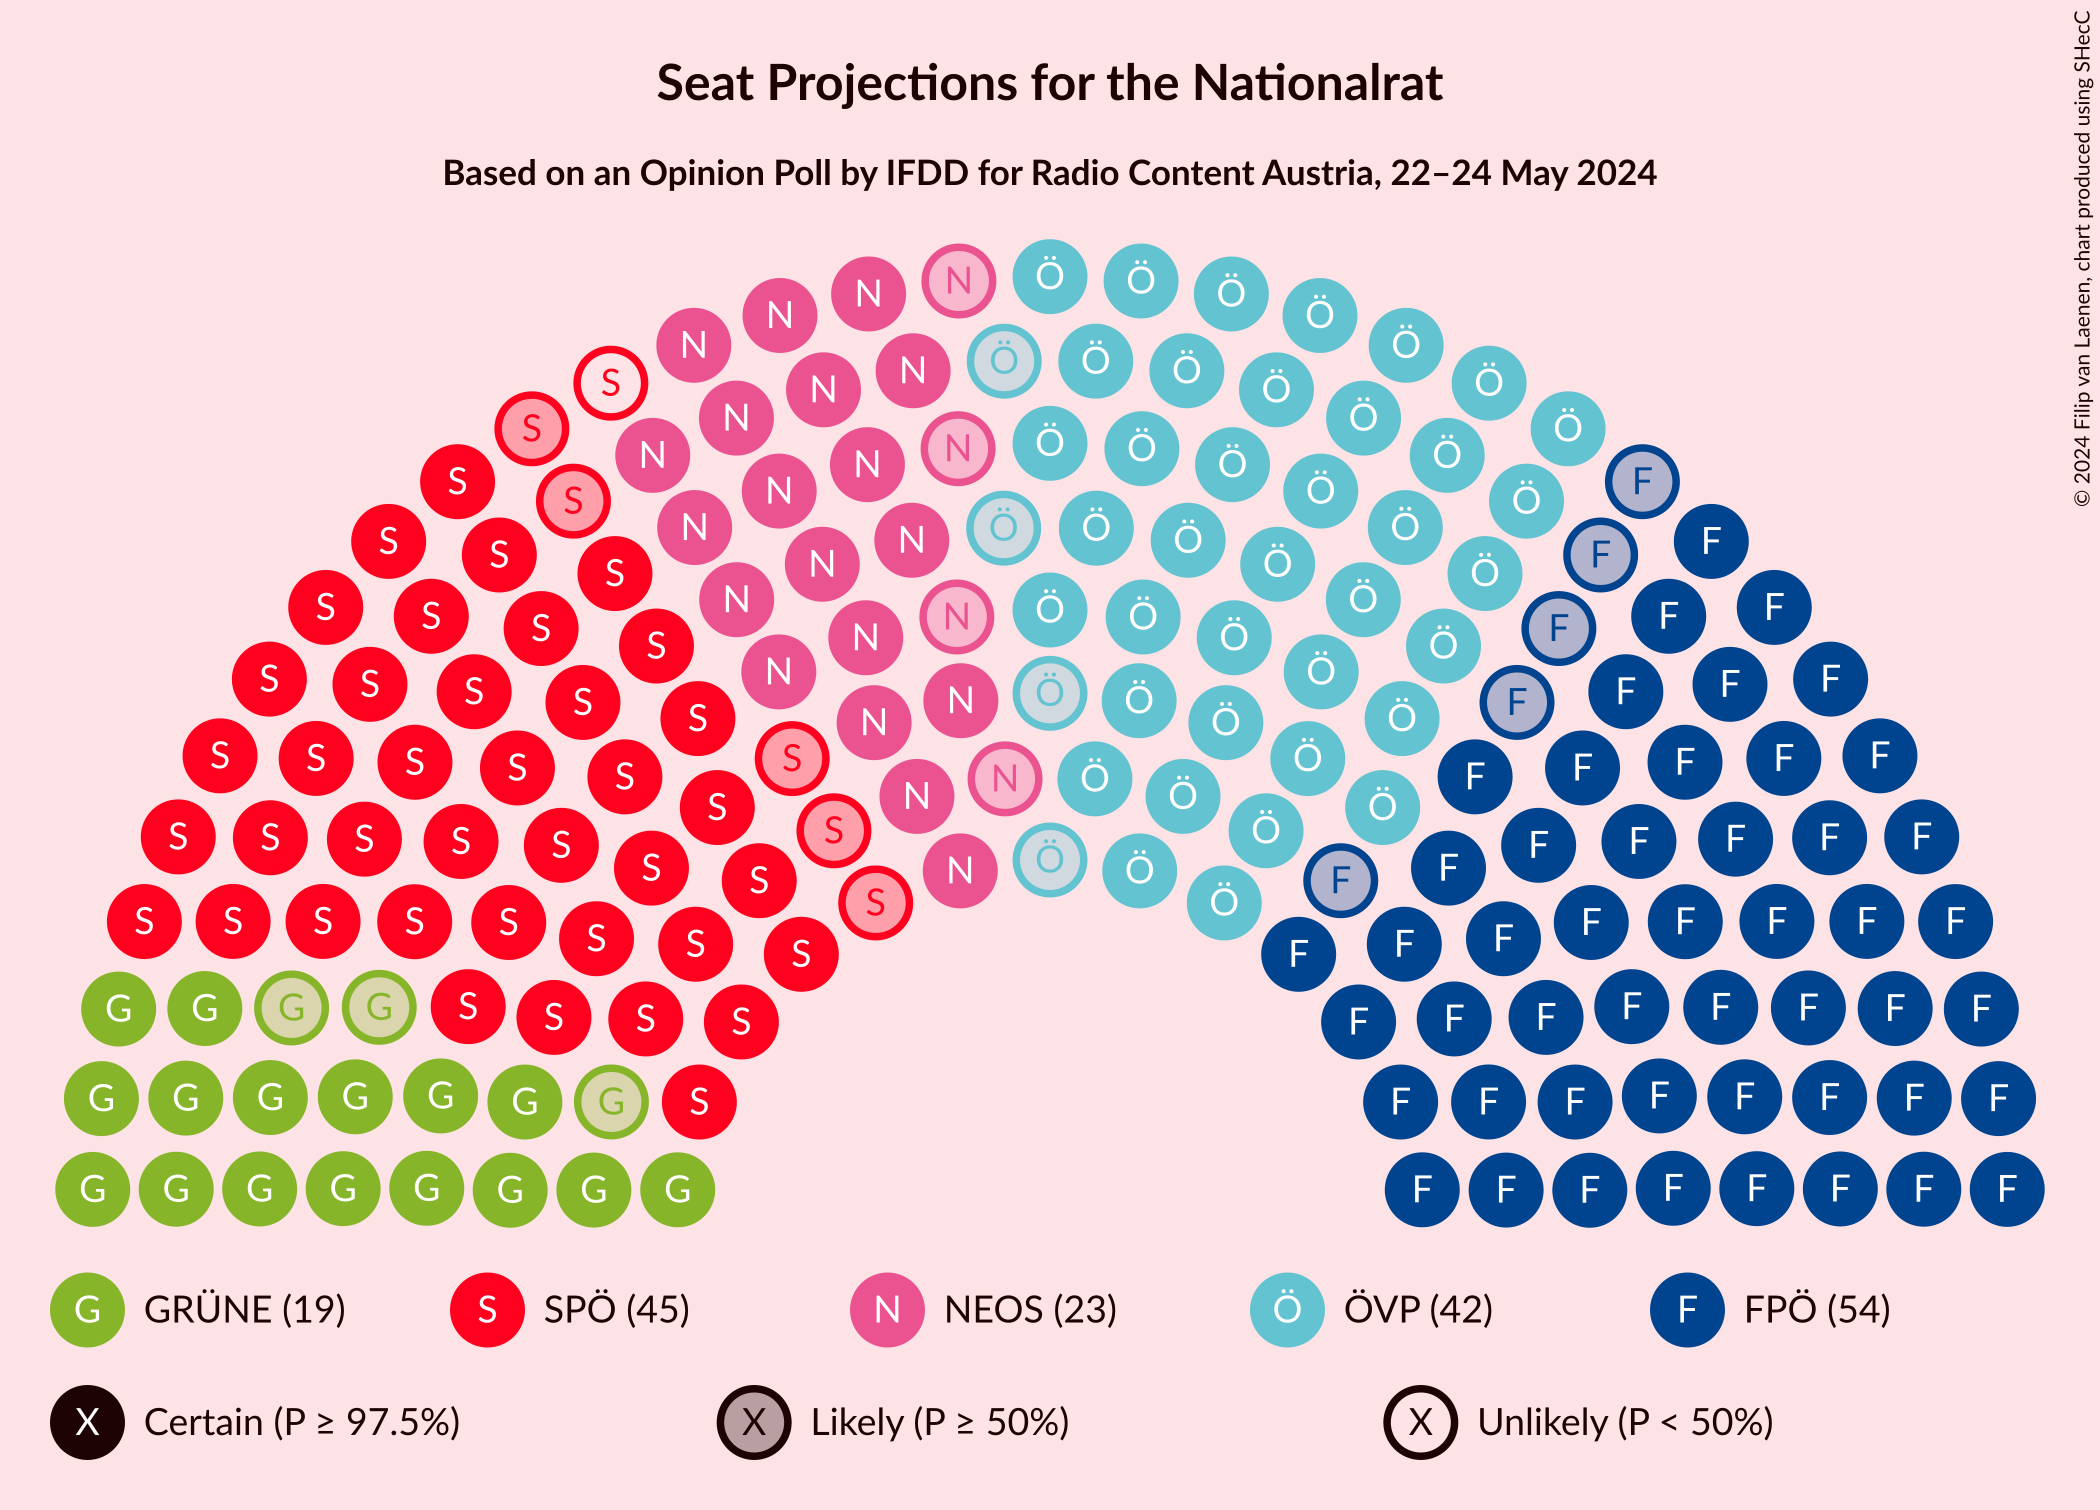 Seat Projections for the Nationalrat
Based on an Opinion Poll by IFDD for Radio Content Austria, 22–24 May 2024
© 2024 Filip van Laenen, chart produced using SHecC
N Ö Ö Ö Ö Ö Ö Ö
N N N
S S S S S S S S S S
G G G G S S S S
G G G G G G G S
G G G G G G G G
F F F F F F F F
F F F F F F F F
F F F F F F F F
G GRÜNE (19) S SPÖ (45) N NEOS (23) Ö ÖVP (42) F FPÖ (54)
X Certain (P ≥ 97.5%) X Likely (P ≥ 50%) X Unlikely (P < 50%)